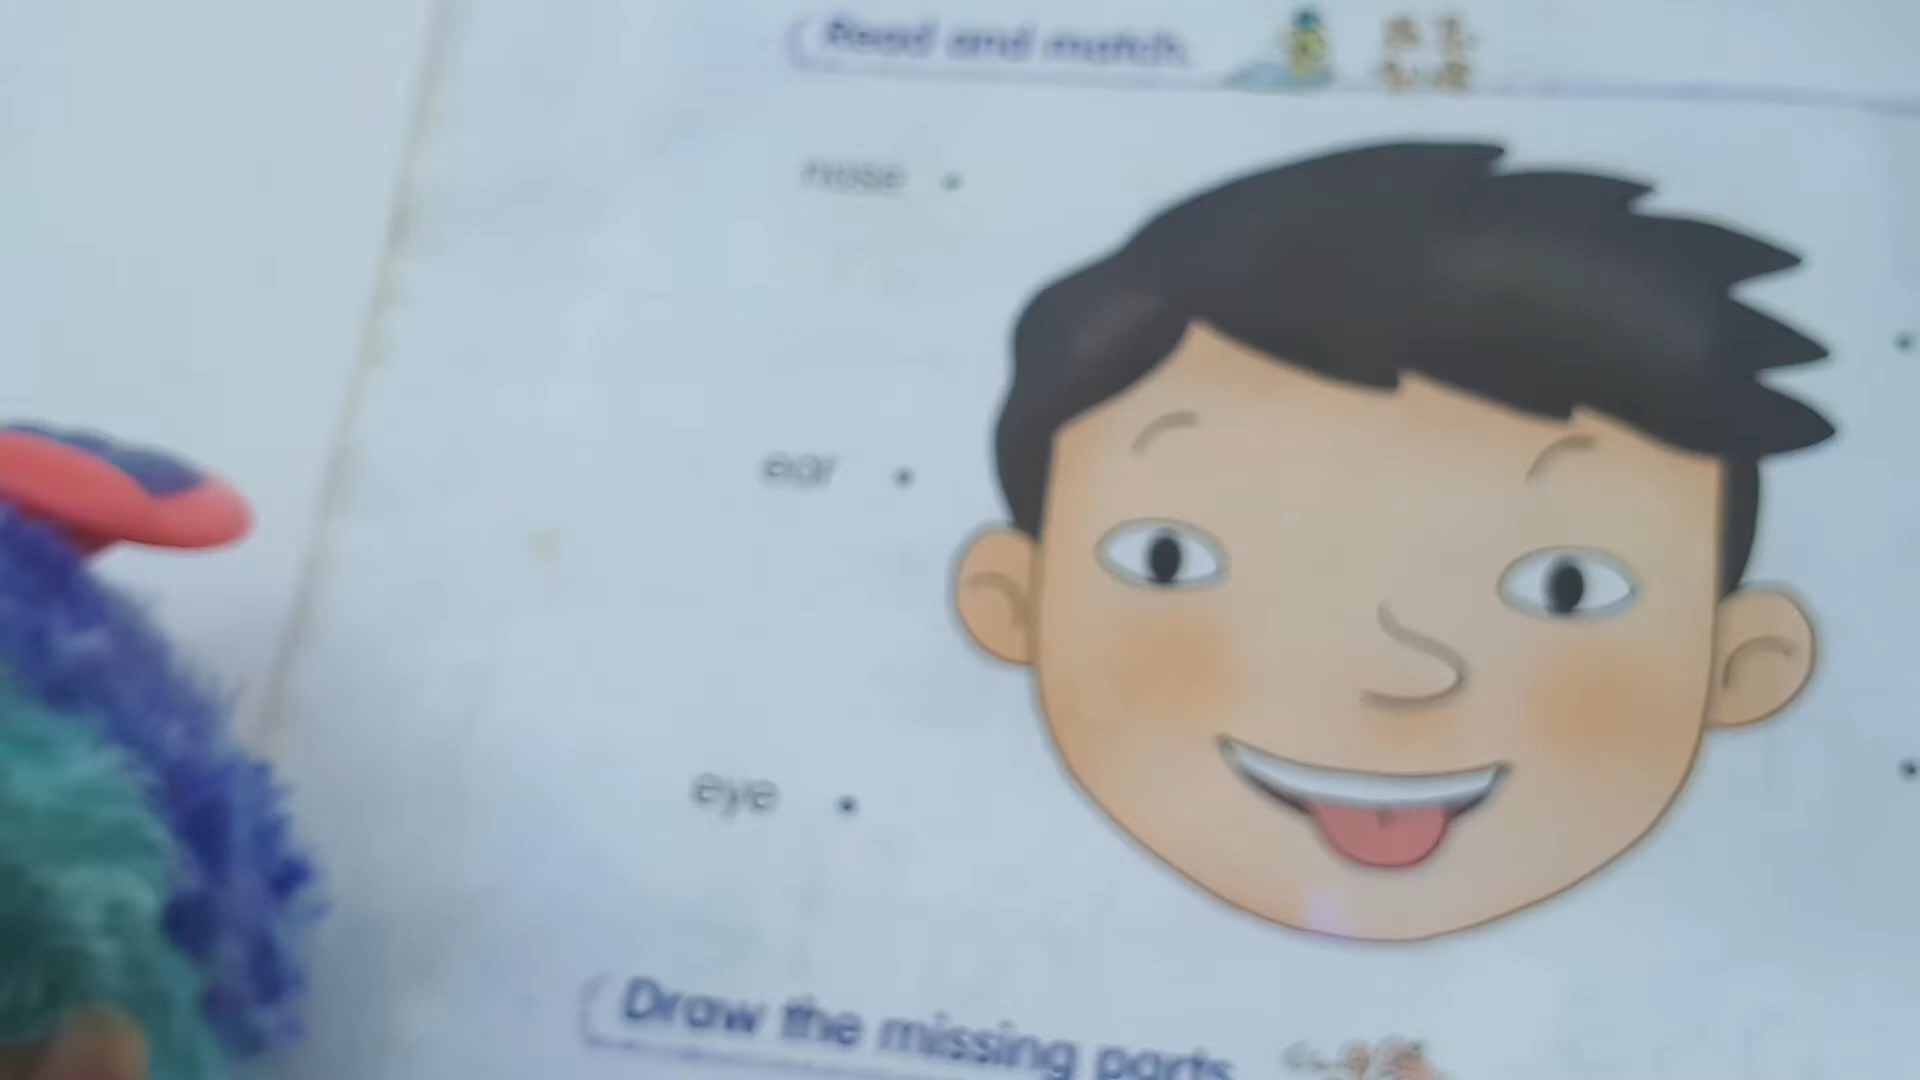 Read and match.
nose
ear
eye
Draw the missing parts.